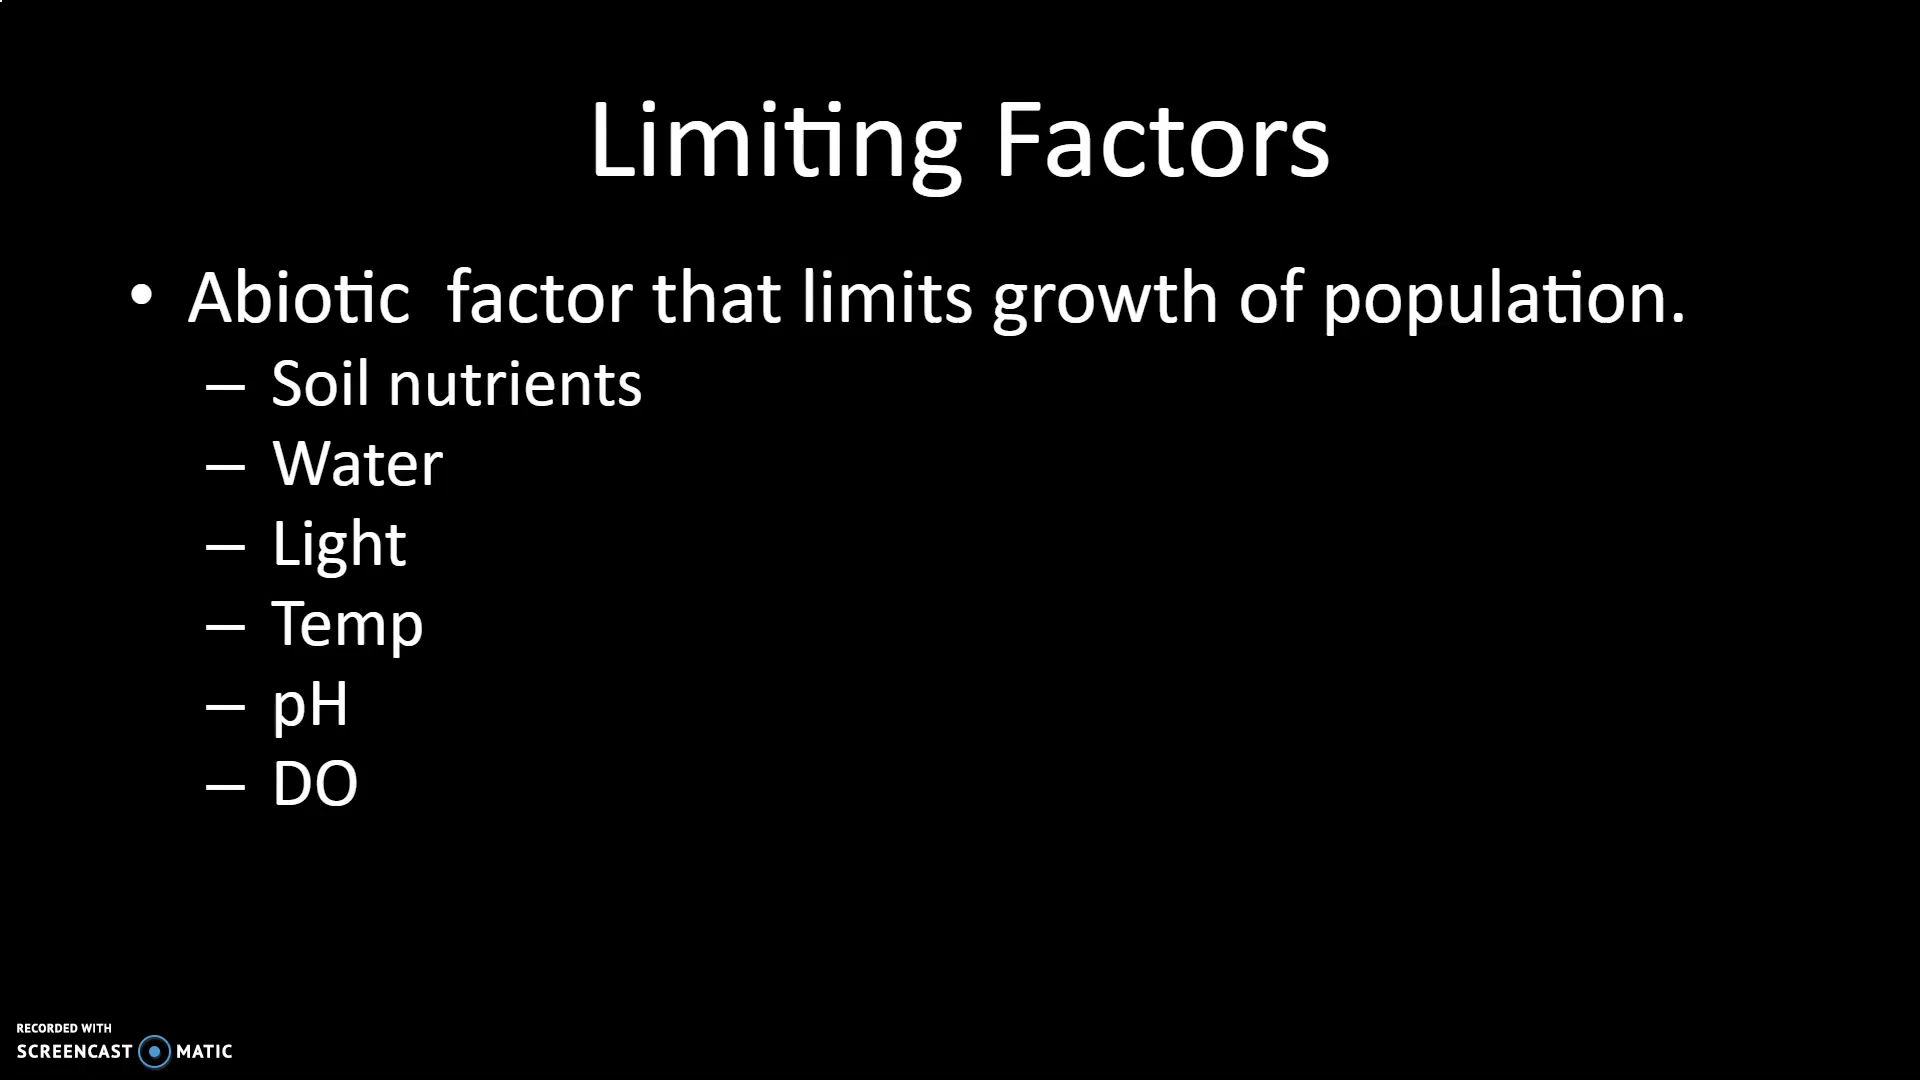 Limiting Factors
• Abiotic  factor that limits growth of population.
– Soil nutrients
– Water
– Light
– Temp
– pH
– DO
RECORDED WITH
SCREENCAST MATIC